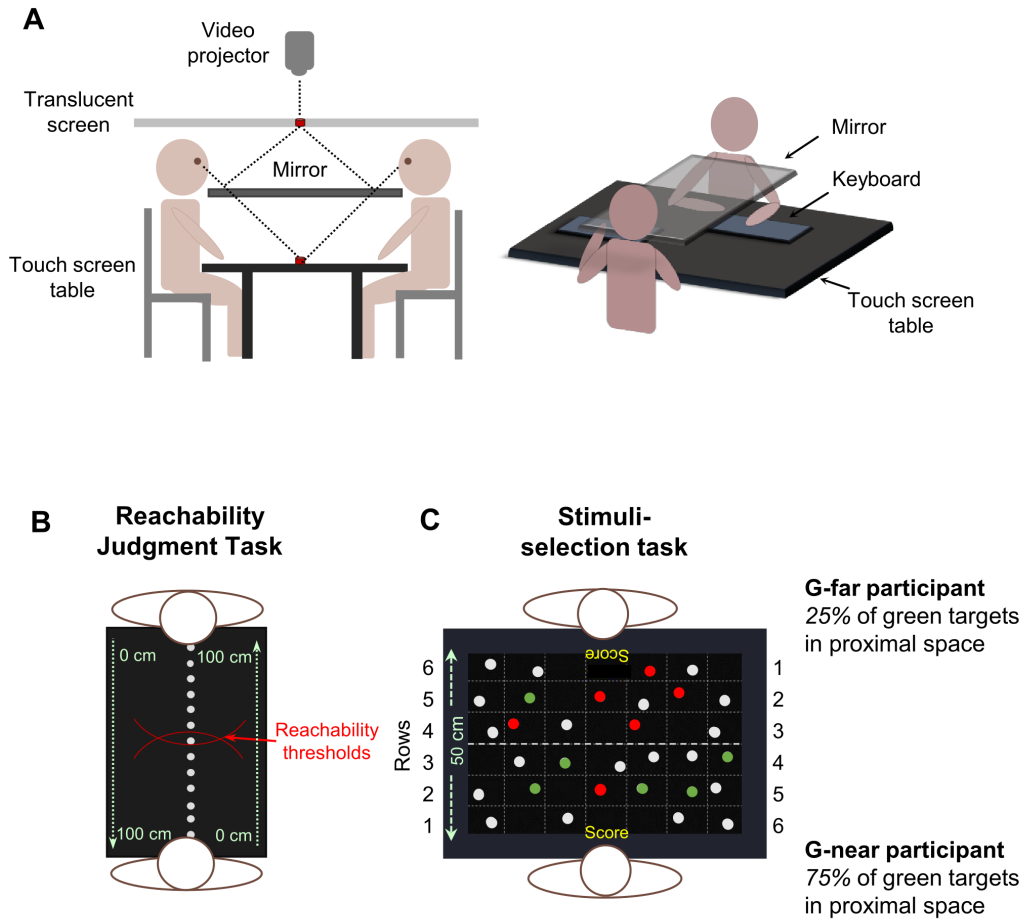 A
Video
projector
Translucent
screen
Mirror
Touch screen
table
Mirror
Keyboard
Touch screen
table
B
Reachability
Judgment Task
0 cm
100 cm
Reachability
thresholds
100 cm
0 cm
C
Stimuli-
selection task
Score
Rows
6
5
4
3
2
1
50 cm
1
2
3
4
5
6
Score
G-far participant
25% of green targets
in proximal space
G-near participant
75% of green targets
in proximal space